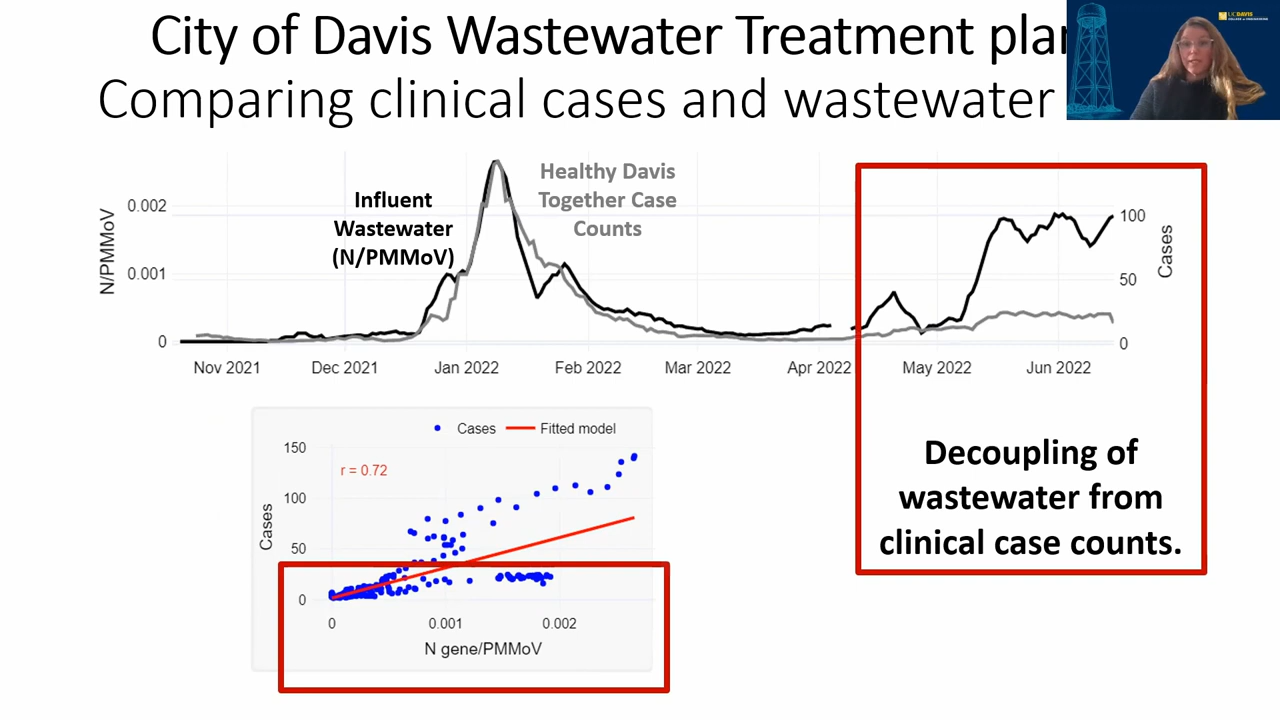 City of Davis Wastewater Treatment
Comparing clinical cases and wastewater
UC DAVIS
COLLEGE of ENGINEERING
Influent
Wastewater
(N/PMMoV)
Healthy Davis
Together Case
Counts
N/PMMoV
0.002
0.001
0
100
50
0
Cases
Nov 2021
Dec 2021
Jan 2022
Feb 2022
Mar 2022
Apr 2022
May 2022
Jun 2022
Decoupling of
wastewater from
clinical case counts.
Cases
Fitted model
r = 0.72
Cases
150
100
50
0
0
0.001
0.002
N gene/PMMoV